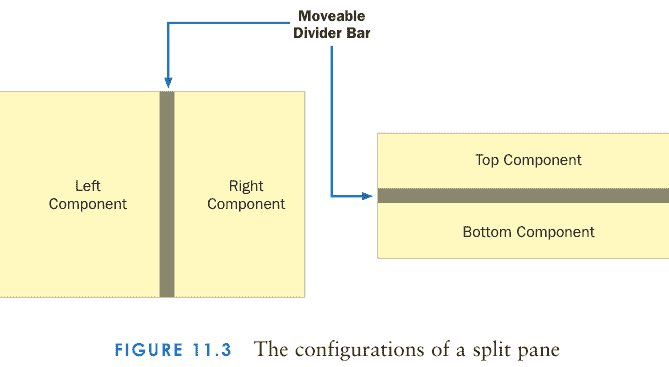 Moveable
Divider Bar
Left
Component
Right
Component
Top Component
Bottom Component
FIGURE 11.3 The configurations of a split pane